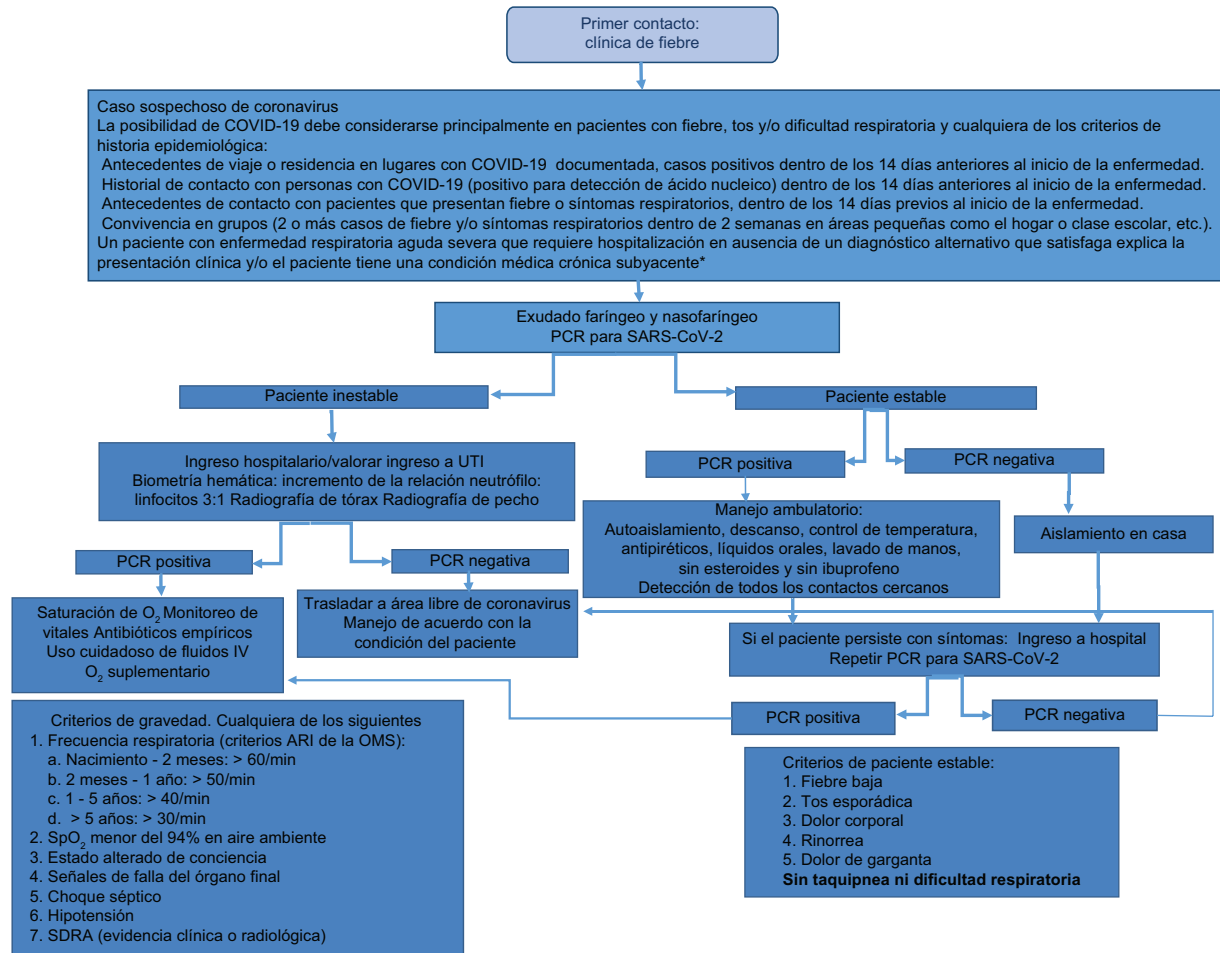 Primer contacto:
clínica de fiebre
Caso sospechoso de coronavirus
La posibilidad de COVID-19 debe considerarse principalmente en pacientes con fiebre, tos y/o dificultad respiratoria y cualquiera de los criterios de
historia epidemiológica:
Antecedentes de viaje o residencia en lugares con COVID-19 documentada, casos positivos dentro de los 14 días anteriores al inicio de la enfermedad.
Historial de contacto con personas con COVID-19 (positivo para detección de ácido nucleico) dentro de los 14 días anteriores al inicio de la enfermedad.
Antecedentes de contacto con pacientes que presentan fiebre o síntomas respiratorios, dentro de los 14 días previos al inicio de la enfermedad.
Convivencia en grupos (2 o más casos de fiebre y/o síntomas respiratorios dentro de 2 semanas en áreas pequeñas como el hogar o clase escolar, etc.).
Un paciente con enfermedad respiratoria aguda severa que requiere hospitalización en ausencia de un diagnóstico alternativo que satisfaga explica la
presentación clínica y/o el paciente tiene una condición médica crónica subyacente*
Exudado faríngeo y nasofaríngeo
PCR para SARS-CoV-2
Paciente inestable
Paciente estable
Ingreso hospitalario/valorar ingreso a UTI
Biometría hemática: incremento de la relación neutrófilo:
linfocitos 3:1 Radiografía de tórax Radiografía de pecho
PCR positiva
PCR negativa
Manejo ambulatorio:
Autoaislamiento, descanso, control de temperatura,
antipiréticos, líquidos orales, lavado de manos,
sin esteroides y sin ibuprofeno
Detección de todos los contactos cercanos
Aislamiento en casa
PCR positiva
PCR negativa
Saturación de O2 Monitoreo de
vitales Antibióticos empíricos
Uso cuidadoso de fluidos IV
O2 suplementario
Trasladar a área libre de coronavirus
Manejo de acuerdo con la
condición del paciente
Si el paciente persiste con síntomas: Ingreso a hospital
Repetir PCR para SARS-CoV-2
PCR positiva
PCR negativa
Criterios de gravedad. Cualquiera de los siguientes
1. Frecuencia respiratoria (criterios ARI de la OMS):
a. Nacimiento - 2 meses: > 60/min
b. 2 meses - 1 año: > 50/min
c. 1 - 5 años: > 40/min
d. > 5 años: > 30/min
2. SpO2 menor del 94% en aire ambiente
3. Estado alterado de conciencia
4. Señales de falla del órgano final
5. Choque séptico
6. Hipotensión
7. SDRA (evidencia clínica o radiológica)
Criterios de paciente estable:
1. Fiebre baja
2. Tos esporádica
3. Dolor corporal
4. Rinorrea
5. Dolor de garganta
Sin taquipnea ni dificultad respiratoria